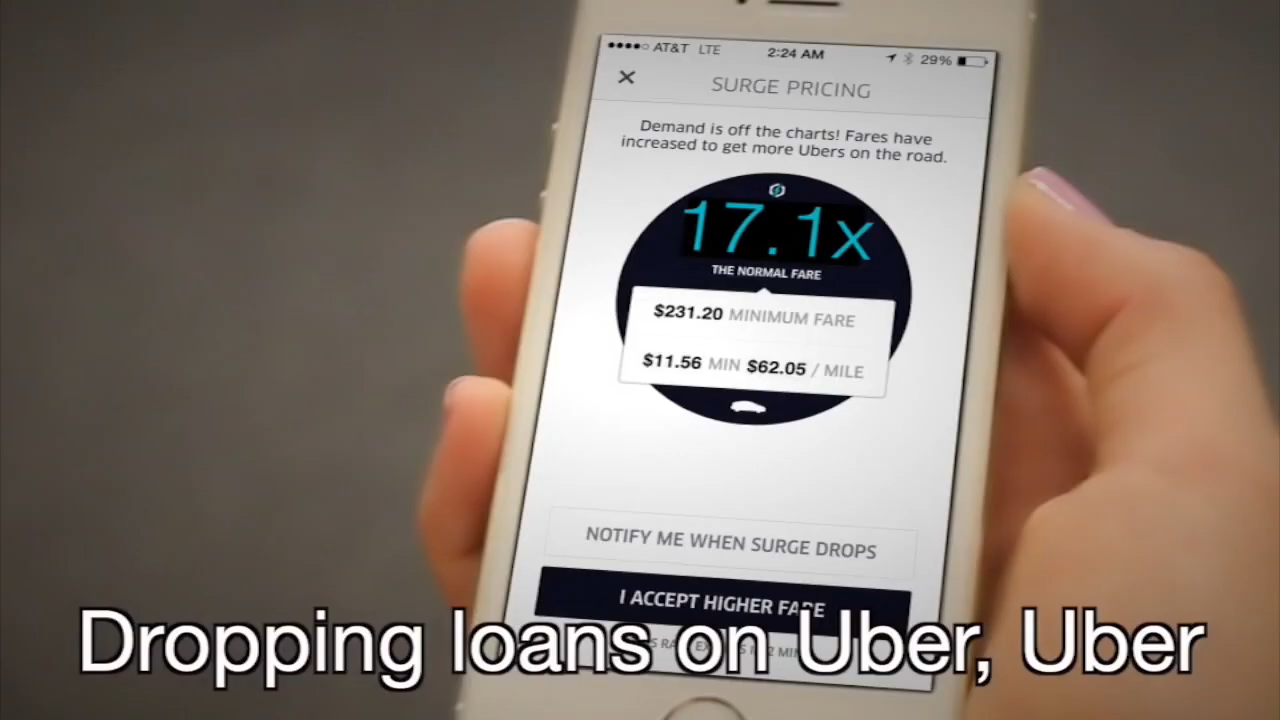 AT&T LTE 2:24 AM 29%
SURGE PRICING
Demand is off the charts! Fares have
increased to get more Ubers on the road.
17.1x
THE NORMAL FARE
$231.20 MINIMUM FARE
$11.56 MIN $62.05 / MILE
NOTIFY ME WHEN SURGE DROPS
I ACCEPT HIGHER FARE
Dropping loans on Uber, Uber